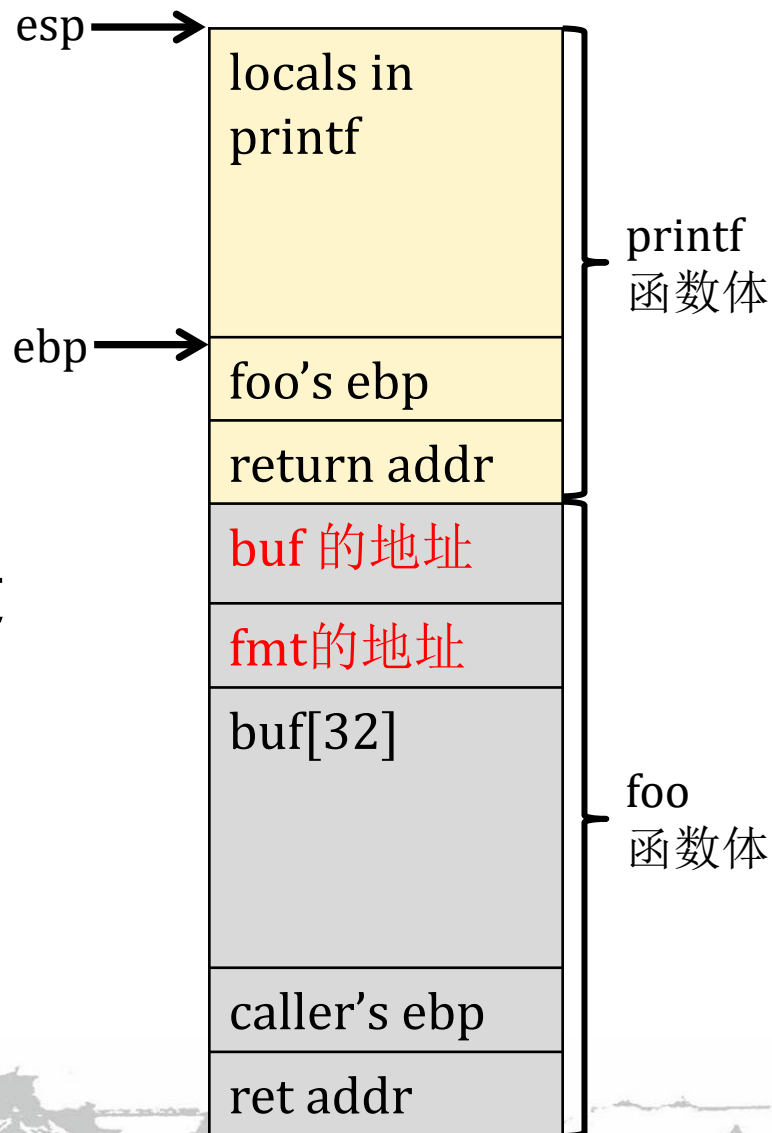 esp
locals in
printf
printf
函数体
ebp
foo’s ebp
return addr
buf 的地址
fmt的地址
buf[32]
foo
函数体
caller’s ebp
ret addr